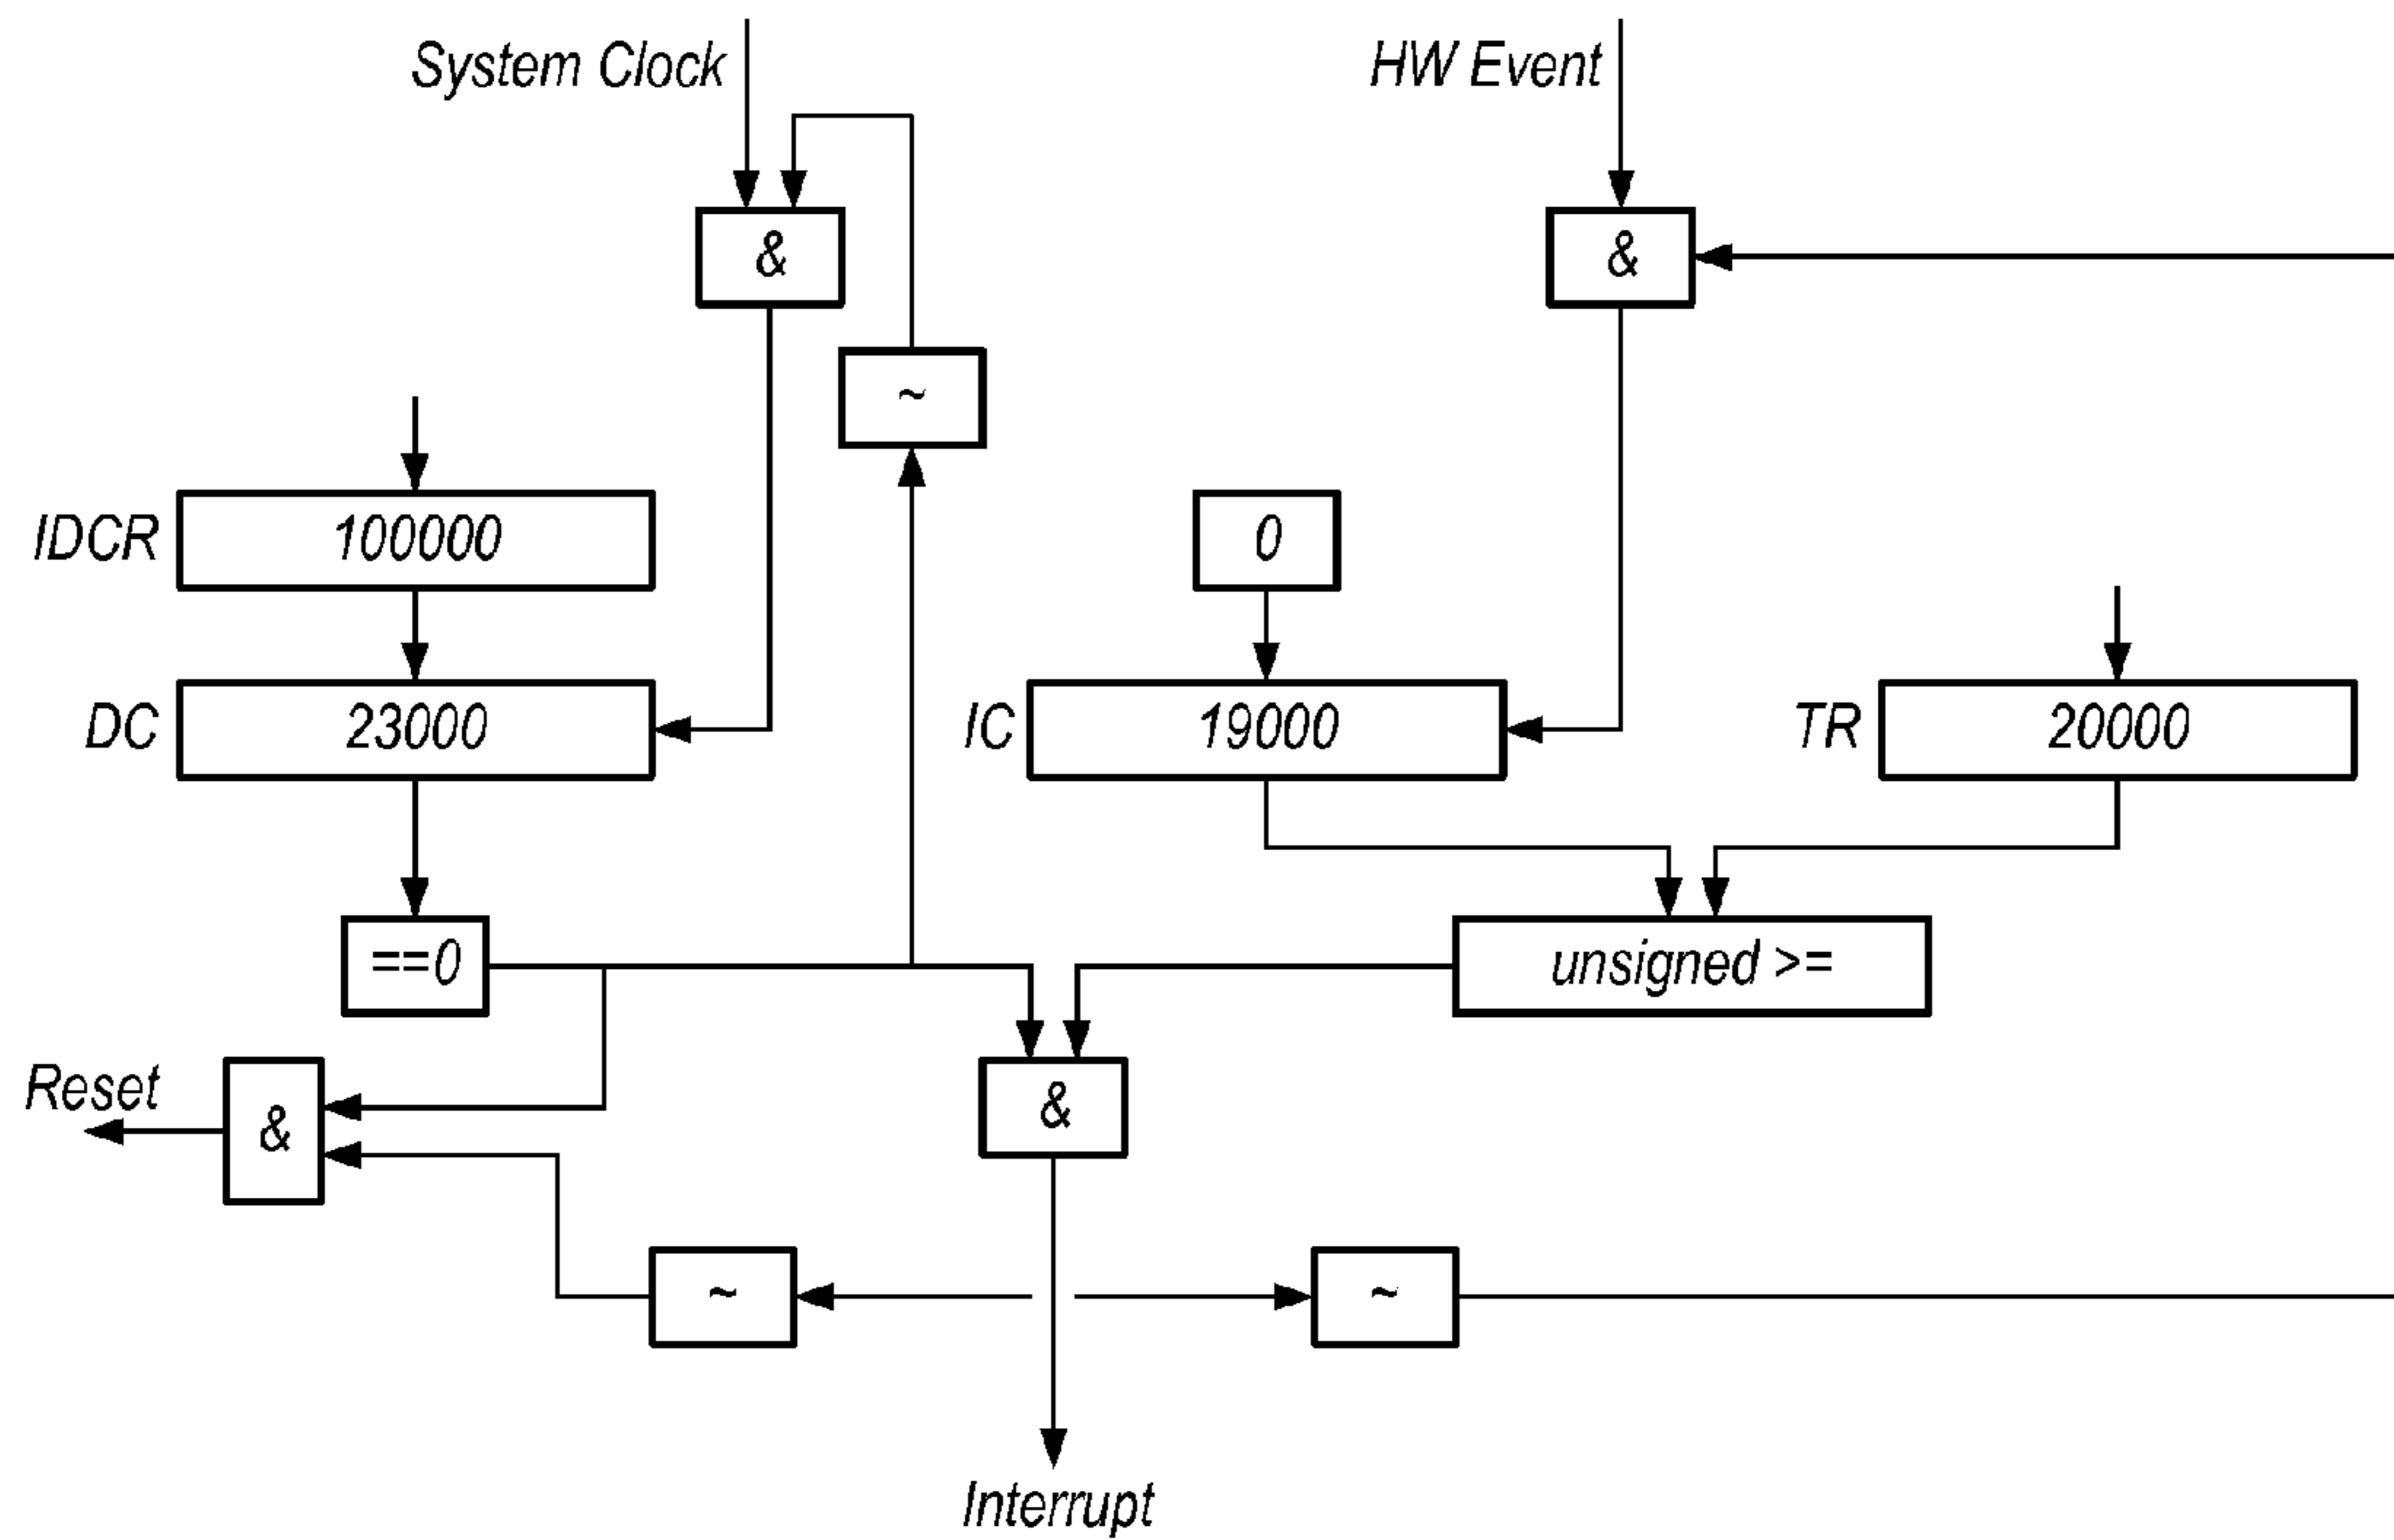 System Clock
HW Event
&
&
~
IDCR
100000
0
DC
23000
IC
19000
TR
20000
==0
unsigned >=
Reset
&
&
~
~
Interrupt